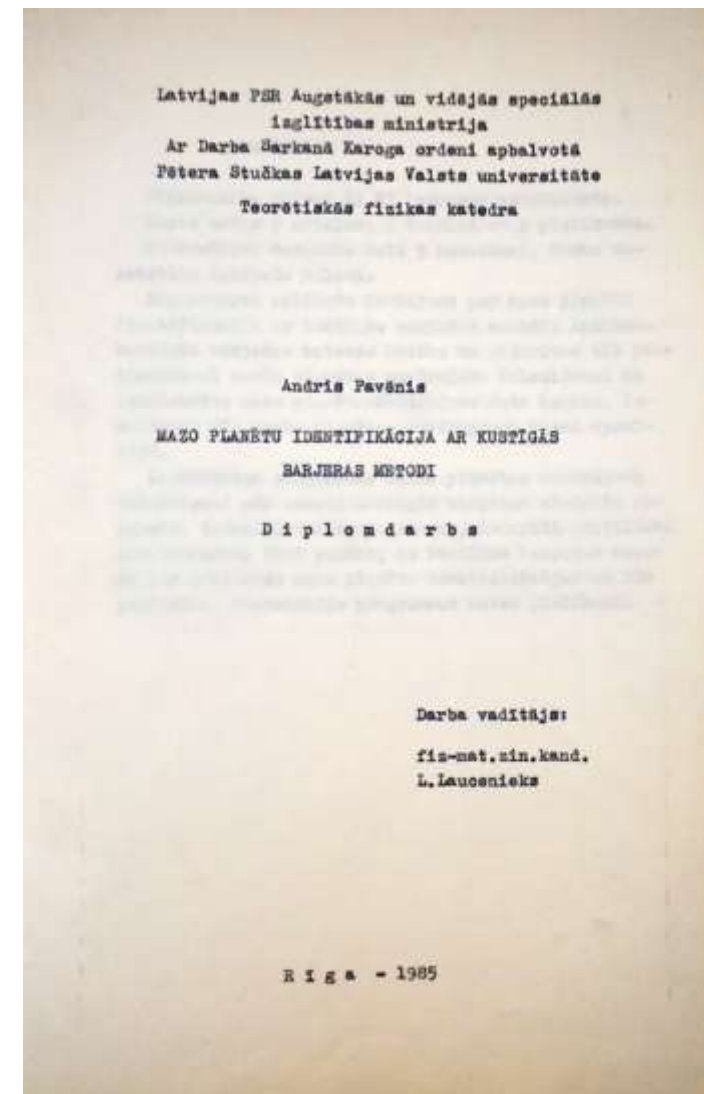 Latvijas PSR Augstākās un vidējās speciālās
izglītības ministrija
Ar Darba Sarkanā Karoga ordeni apbalvotā
Pētera Stučkas Latvijas Valsts universitāte
Teorētiskās fizikas katedra
Andris Pavēnis
MAZO PLANĒTU IDENTIFIKĀCIJA AR KUSTĪGĀS
BARJERAS METODI
Diplomdarbs
Darba vadītājs:
fiz-mat.zin.kand.
L.Laucenieks
Rīga - 1985